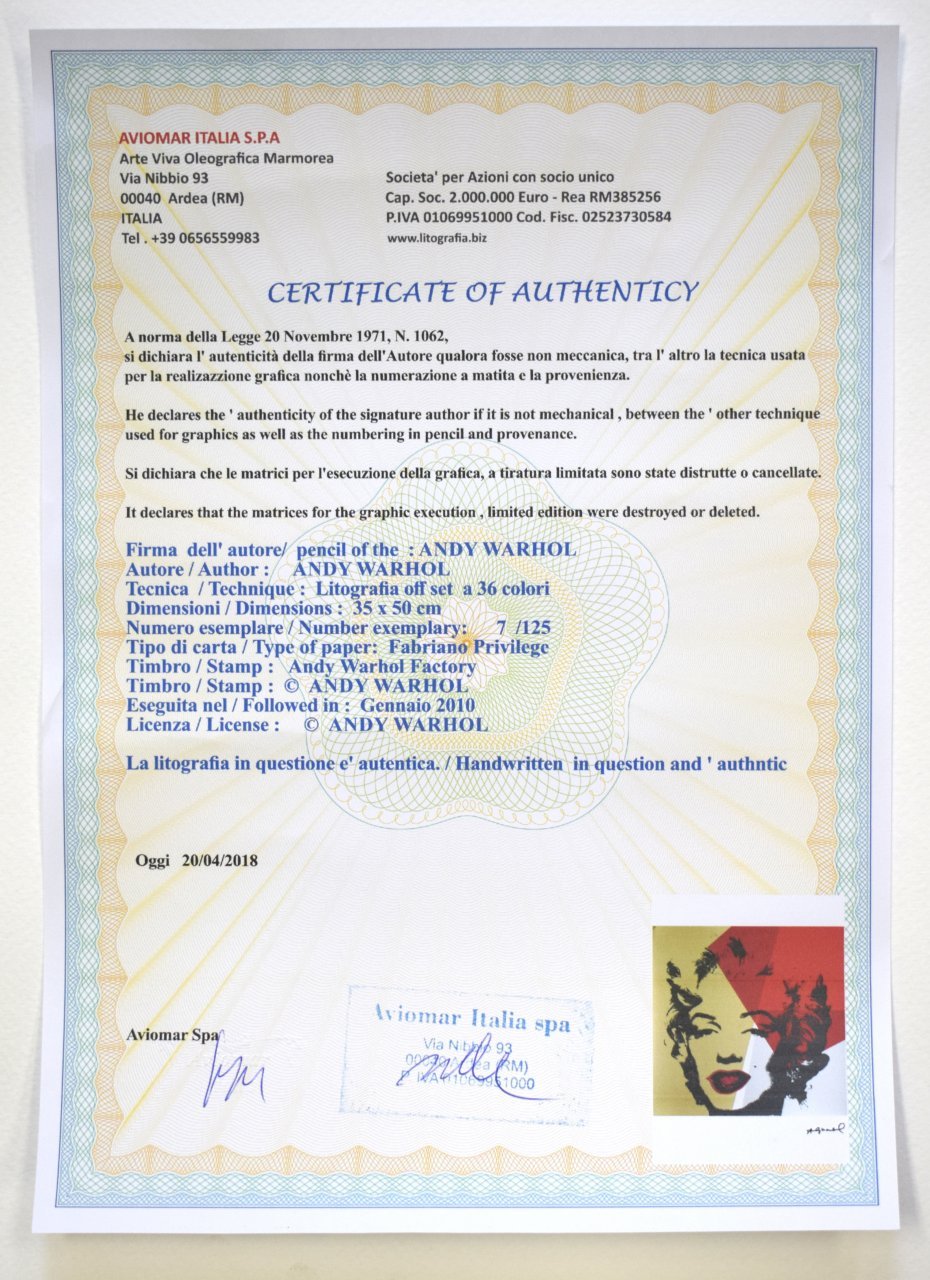 AVIOMAR ITALIA S.P.A
Arte Viva Oleografica Marmorea
Via Nibbio 93
00040 Ardea (RM)
ITALIA
Tel . +39 0656559983
Societa' per Azioni con socio unico
Cap. Soc. 2.000.000 Euro - Rea RM385256
P.IVA 01069951000 Cod. Fisc. 02523730584
www.litografia.biz
CERTIFICATE OF AUTHENTICY
A norma della Legge 20 Novembre 1971, N. 1062,
si dichiara l' autenticità della firma dell'Autore qualora fosse non meccanica, tra l' altro la tecnica usata
per la realizazzione grafica nonchè la numerazione a matita e la provenienza.
He declares the ' authenticity of the signature author if it is not mechanical , between the ' other technique
used for graphics as well as the numbering in pencil and provenance.
Si dichiara che le matrici per l'esecuzione della grafica, a tiratura limitata sono state distrutte o cancellate.
It declares that the matrices for the graphic execution , limited edition were destroyed or deleted.
Firma dell' autore/ pencil of the : ANDY WARHOL
Autore / Author : ANDY WARHOL
Tecnica / Technique : Litografia off set a 36 colori
Dimensioni / Dimensions : 35 x 50 cm
Numero esemplare / Number exemplary: 7 /125
Tipo di carta / Type of paper: Fabriano Privilege
Timbro / Stamp : Andy Warhol Factory
Timbro / Stamp : © ANDY WARHOL
Eseguita nel / Followed in : Gennaio 2010
Licenza / License : © ANDY WARHOL
La litografia in questione e' autentica. / Handwritten in question and ' authntic
Oggi 20/04/2018
Aviomar Spa
Aviomar Italia spa
Via Nibbio 93
Ardea (RM)
P. IVA 01069951000